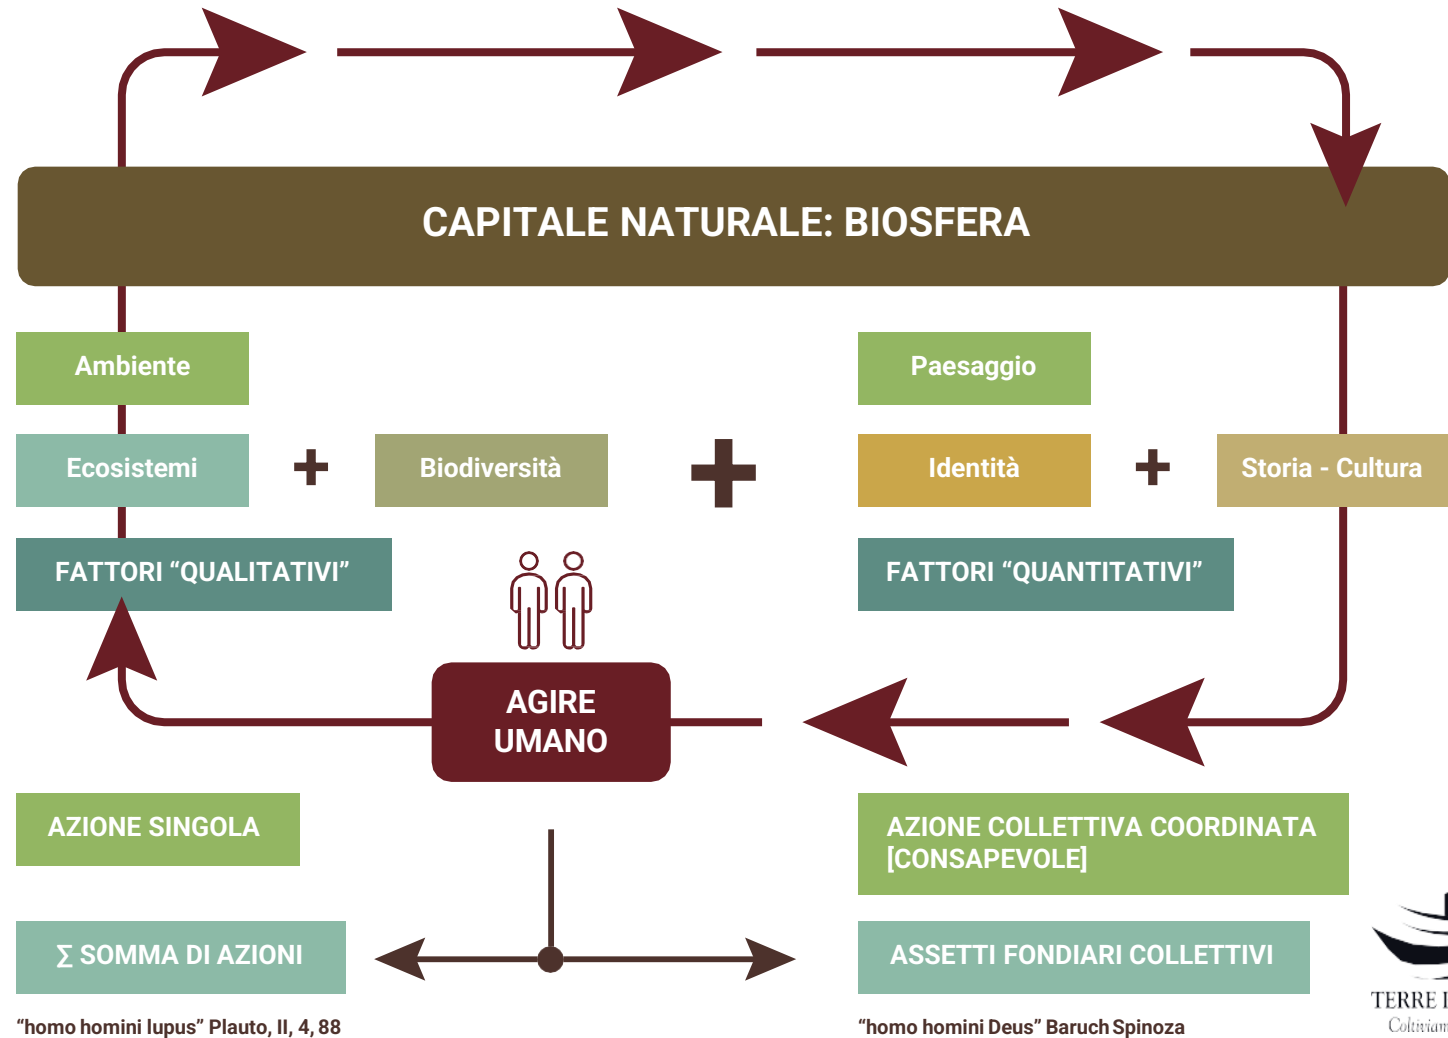 CAPITALE NATURALE: BIOSFERA
Ambiente
Paesaggio
Ecosistemi
+
Biodiversità
+
Identità
+
Storia - Cultura
FATTORI “QUALITATIVI”
FATTORI “QUANTITATIVI”
AGIRE
UMANO
AZIONE SINGOLA
AZIONE COLLETTIVA COORDINATA
[CONSAPEVOLE]
∑ SOMMA DI AZIONI
ASSETTI FONDIARI COLLETTIVI
“homo homini lupus” Plauto, II, 4, 88
“homo homini Deus” Baruch Spinoza
TERRE